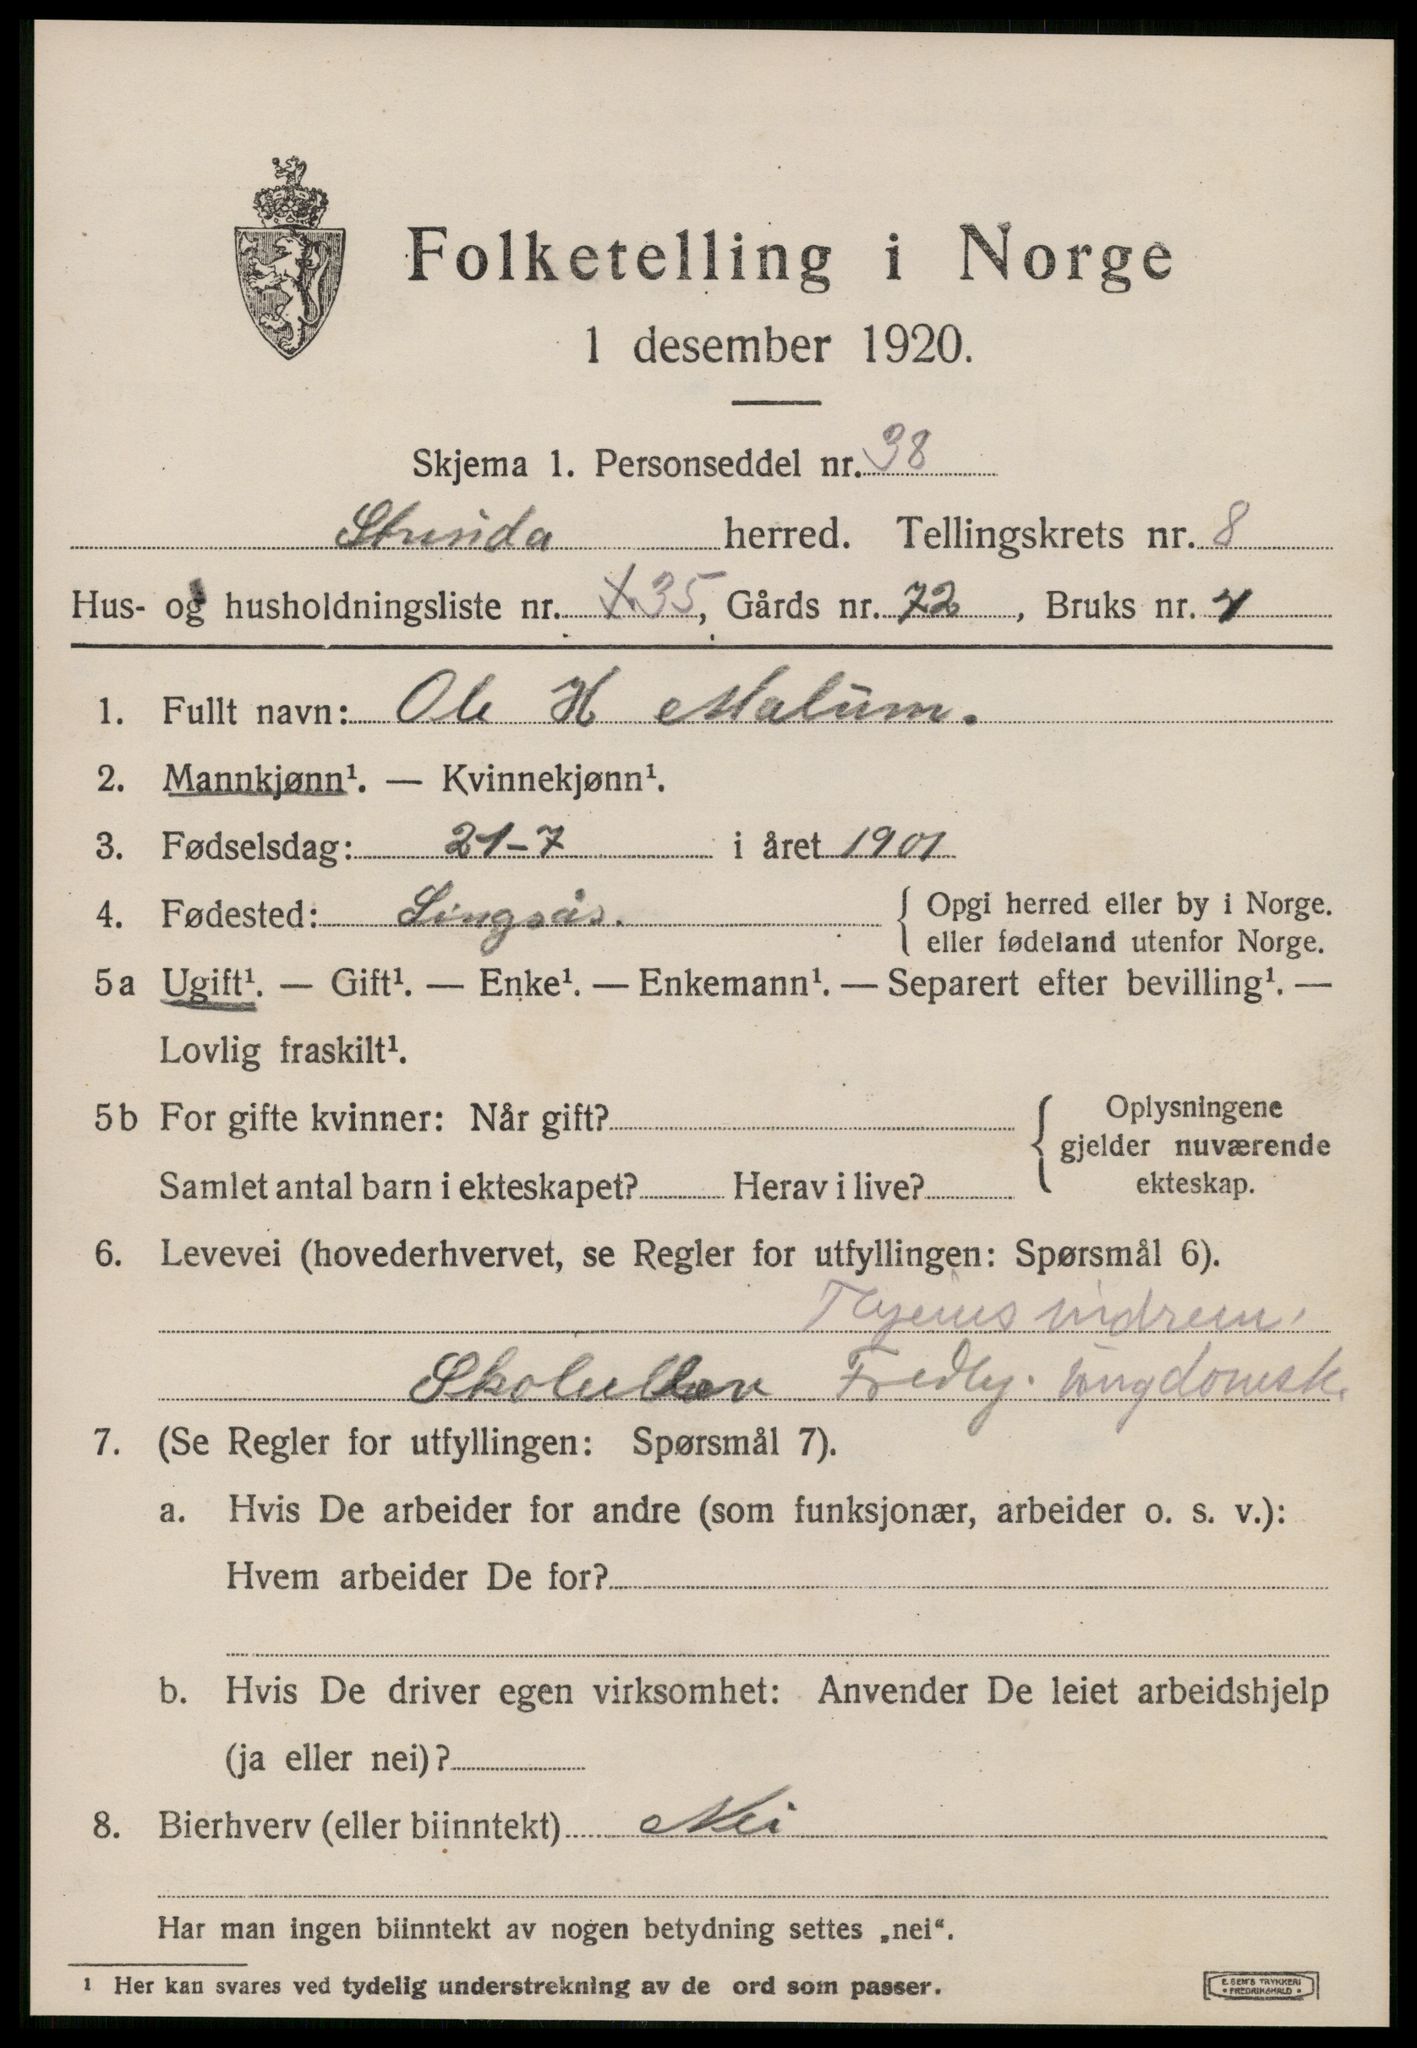 Folketelling i Norge
1 desember 1920.
Skjema 1. Personseddel nr. 38
Strinda herred. Tellingskrets nr. 8
Hus- og husholdningsliste nr. 35, Gårds nr. 72, Bruks nr.
1. Fullt navn: Ole H Malum.
2. Mannkjønn¹. — Kvinnekjønn¹.
3. Fødselsdag: 21-7 i året 1901
4. Fødested: Singsås. { Opgi herred eller by i Norge.
eller fødeland utenfor Norge.
5a Ugift¹. — Gift¹. — Enke¹. — Enkemann¹. — Separert efter bevilling¹. —
Lovlig fraskilt¹.
5b For gifte kvinner: Når gift? { Oplysningene
gjelder nuværende
Samlet antal barn i ekteskapet? Herav i live? ekteskap.
6. Levevei (hovederhvervet, se Regler for utfyllingen: Spørsmål 6).
Skoleelev Fredly. ungdomsk.
7. (Se Regler for utfyllingen: Spørsmål 7).
a. Hvis De arbeider for andre (som funksjonær, arbeider o. s. v.):
Hvem arbeider De for?
b. Hvis De driver egen virksomhet: Anvender De leiet arbeidshjelp
(ja eller nei)?
8. Bierhverv (eller biinntekt) Nei
Har man ingen biinntekt av nogen betydning settes „nei“.
¹ Her kan svares ved tydelig understrekning av de ord som passer.
E. SEM'S TRYKKERI
• FREDRIKSHALD •